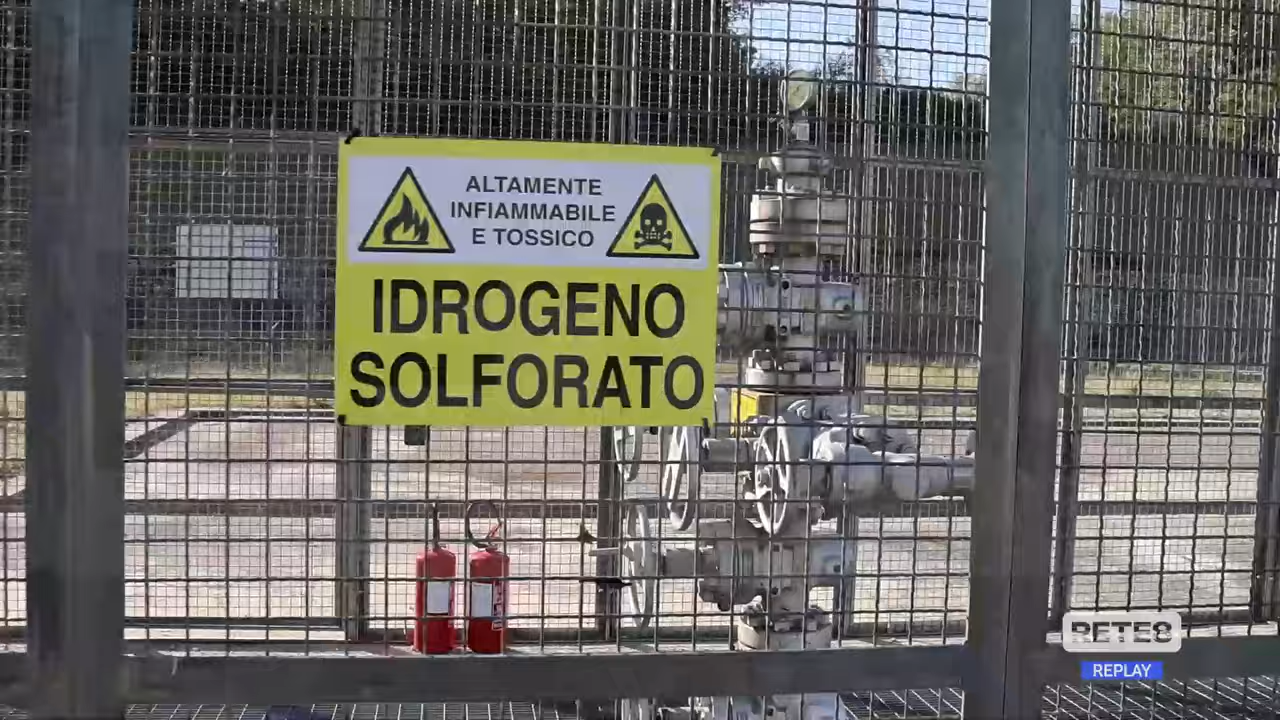 ALTAMENTE
INFIAMMABILE
E TOSSICO
IDROGENO
SOLFORATO
RETE8
REPLAY